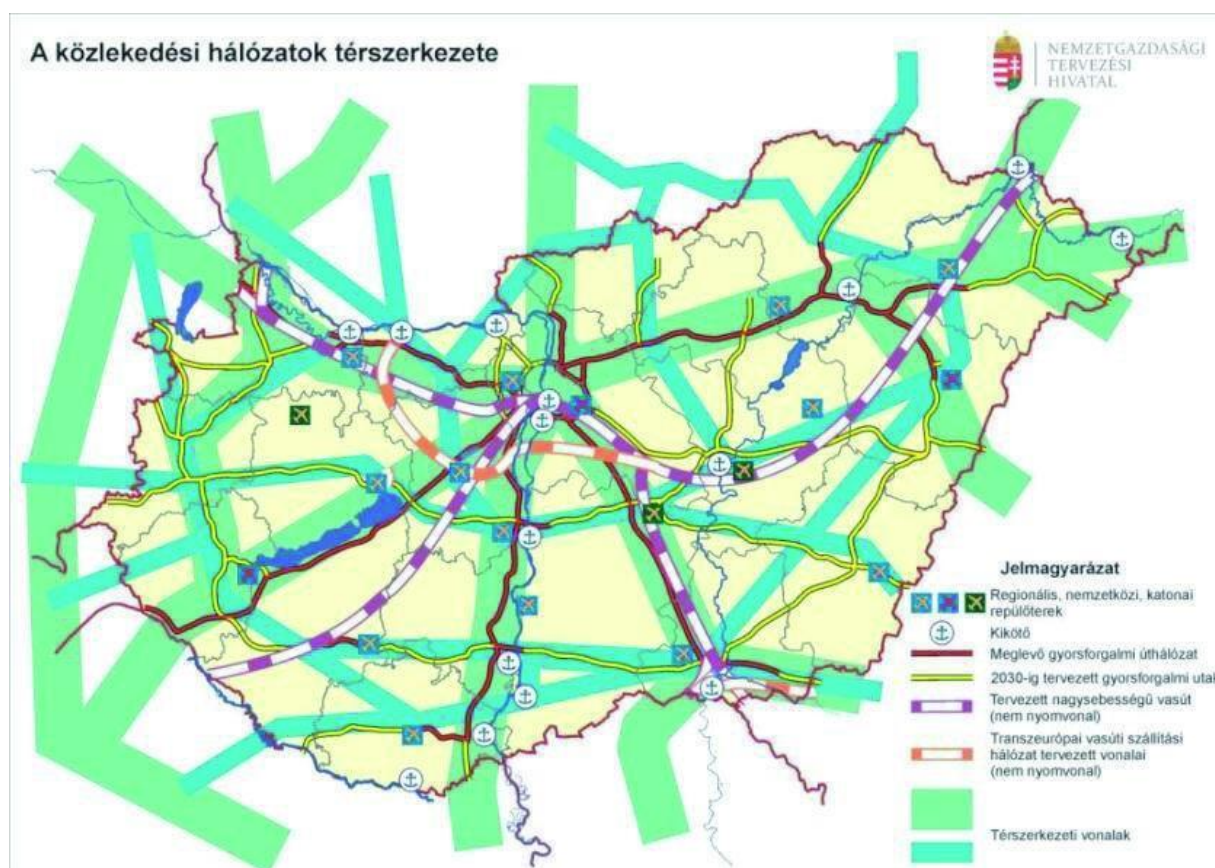 A közlekedési hálózatok térszerkezete
NEMZETGAZDASÁGI
TERVEZÉSI
HIVATAL
Jelmagyarázat
Regionális, nemzetközi, katonai
repülőterek
Kikötő
Meglevő gyorsforgalmi úthálózat
2030-ig tervezett gyorsforgalmi utak
Tervezett nagysebességű vasút
(nem nyomvonal)
Transzeurópai vasúti szállítási
hálózat tervezett vonalai
(nem nyomvonal)
Térszerkezeti vonalak